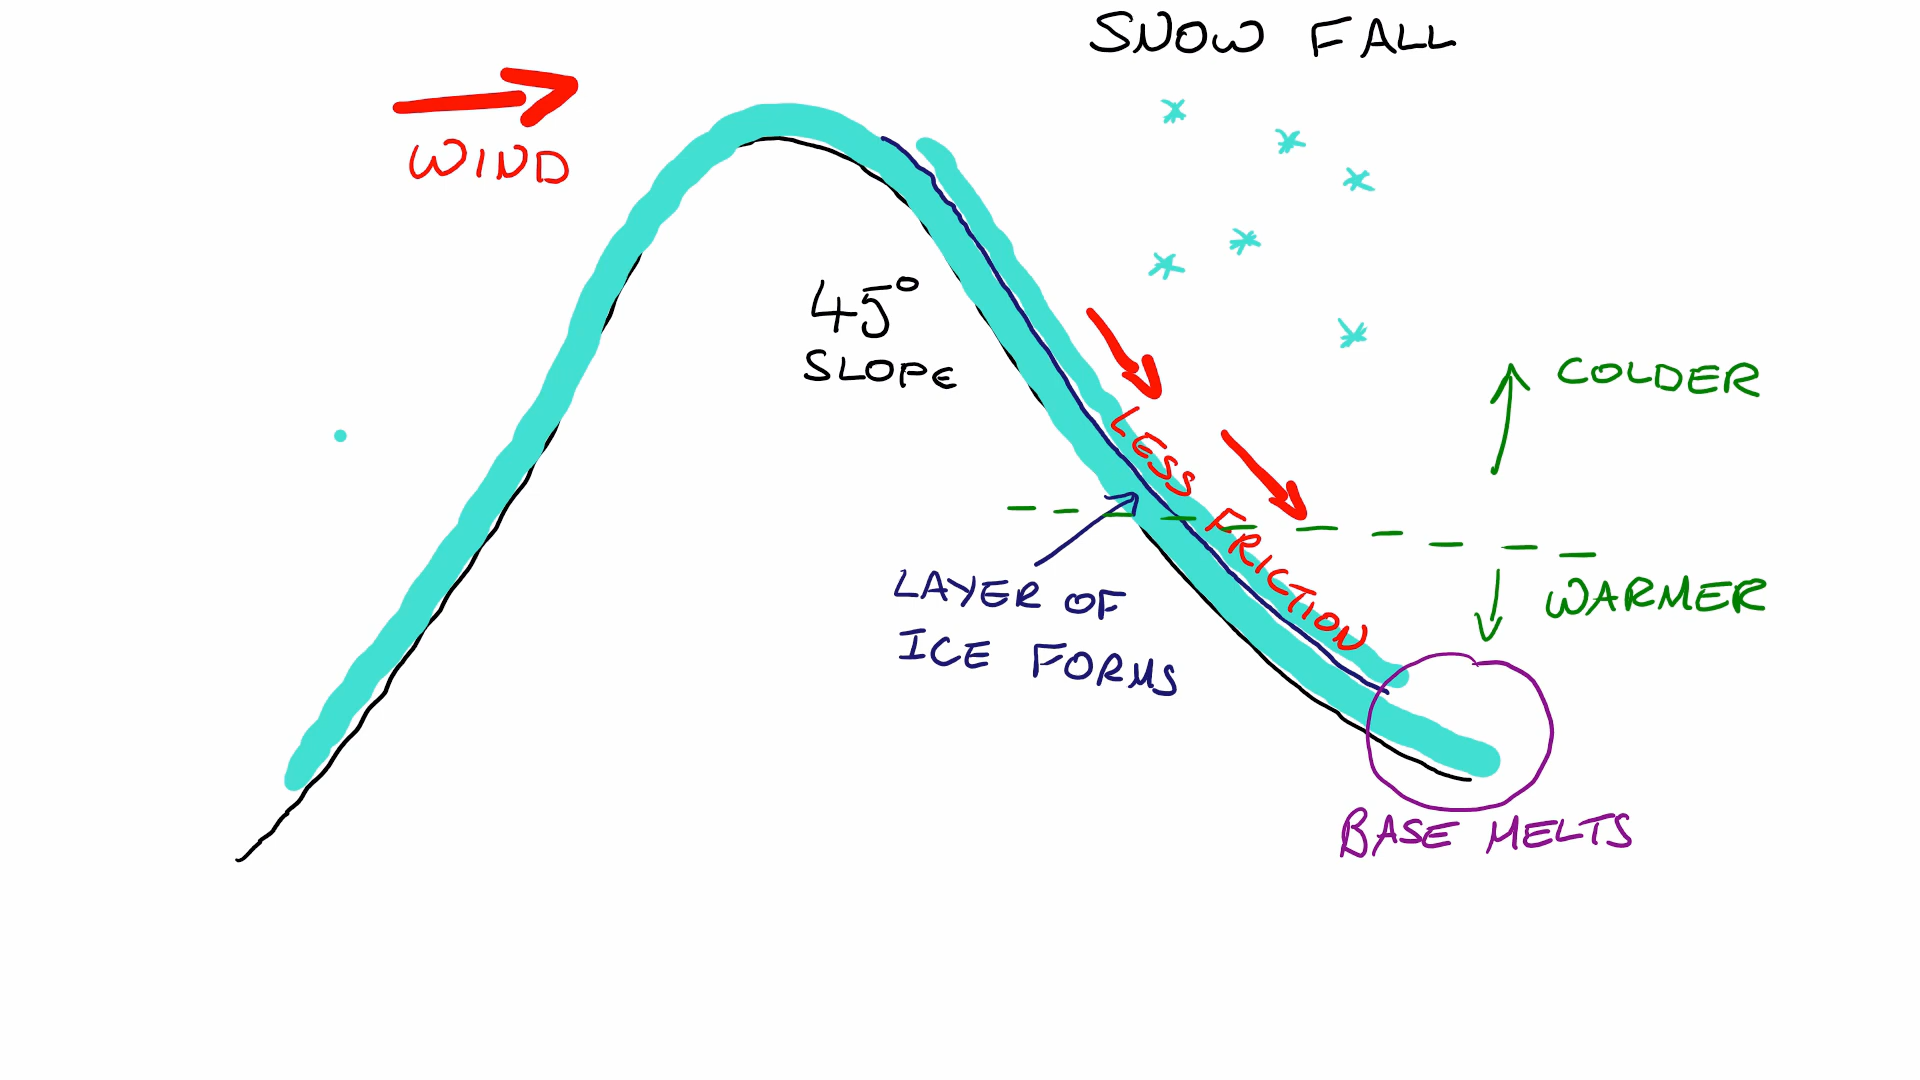 SNOW FALL
WIND
45°
SLOPE
COLDER
LESS FRICTION
WARMER
LAYER OF
ICE FORMS
BASE MELTS